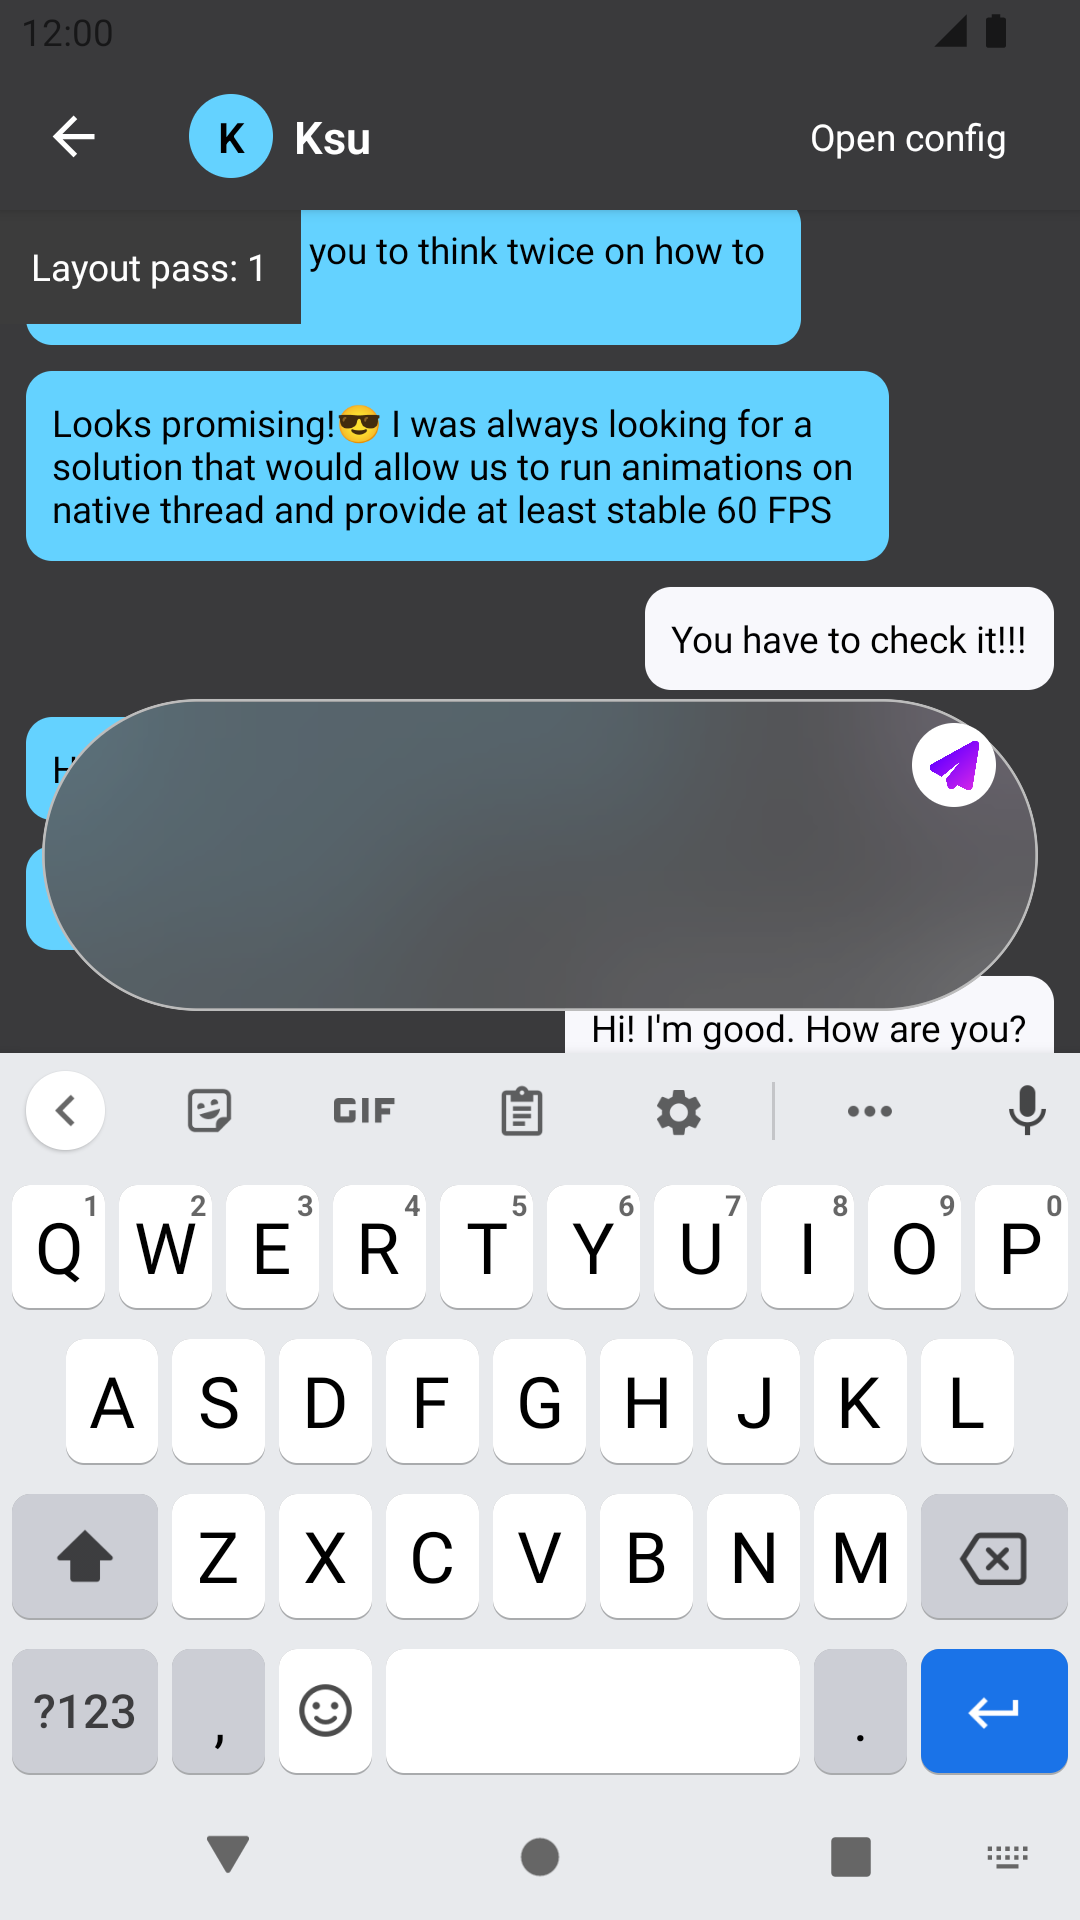 12:00
K
Ksu
Open config
Layout pass: 1
you to think twice on how to
Looks promising!😎 I was always looking for a
solution that would allow us to run animations on
native thread and provide at least stable 60 FPS
You have to check it!!!
Hi! I'm good. How are you?
GIF
1 2 3 4 5 6 7 8 9 0
Q W E R T Y U I O P
A S D F G H J K L
Z X C V B N M
?123 , .